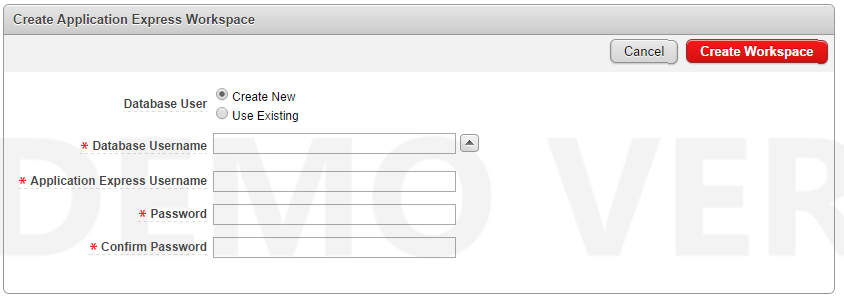 Create Application Express Workspace
Cancel Create Workspace
Database User
Create New
Use Existing
* Database Username
* Application Express Username
* Password
* Confirm Password
DEMO VER